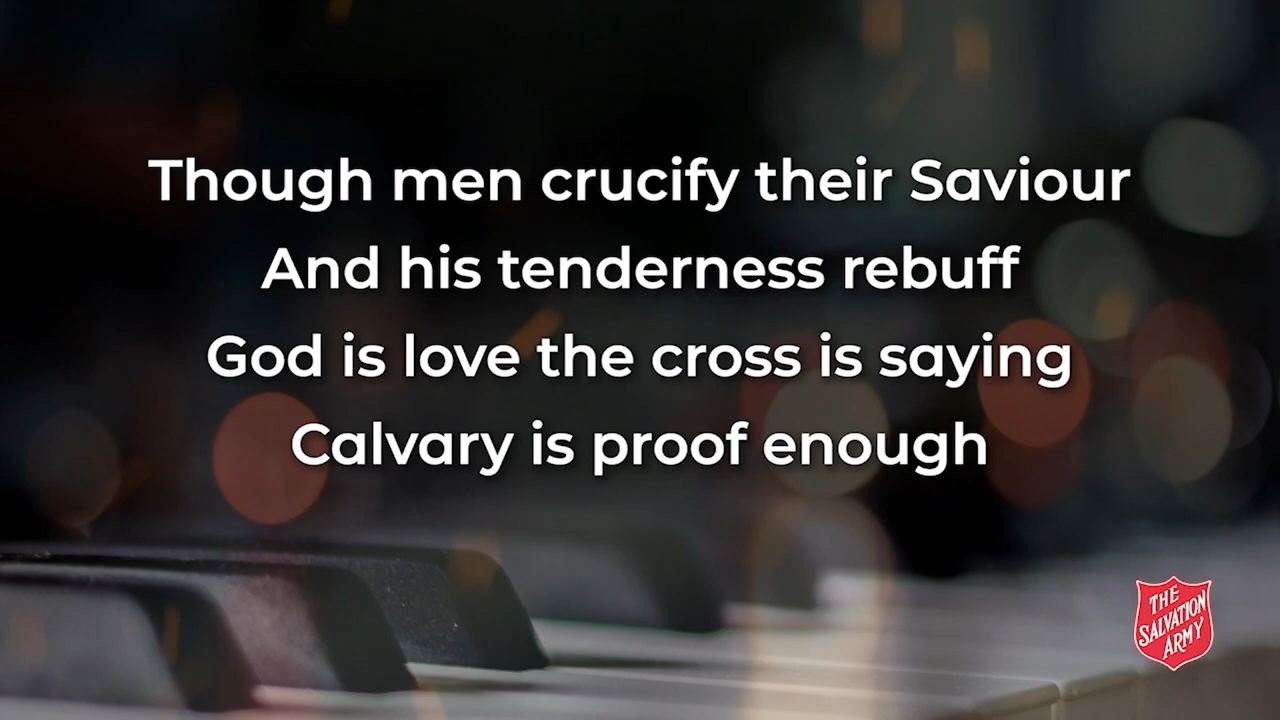 Though men crucify their Saviour
And his tenderness rebuff
God is love the cross is saying
Calvary is proof enough
THE
SALVATION
ARMY